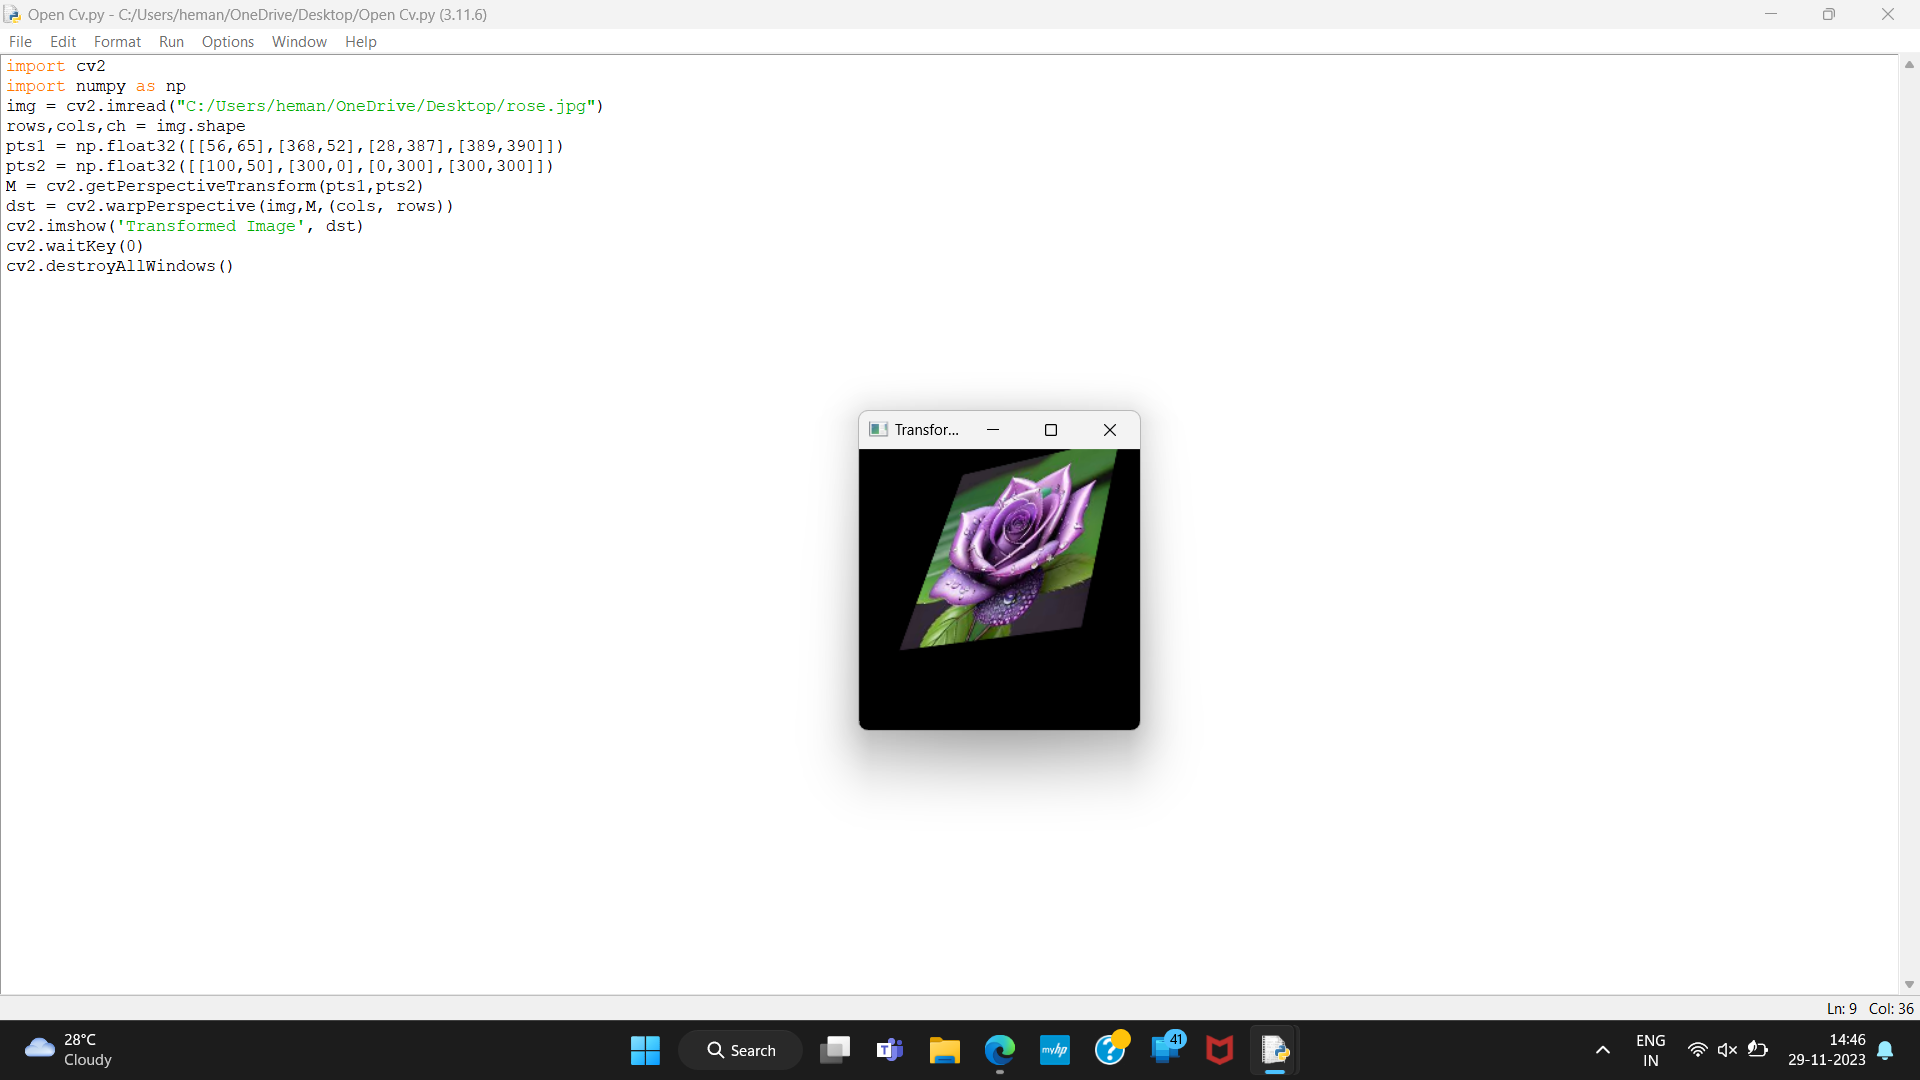 Open Cv.py - C:/Users/heman/OneDrive/Desktop/Open Cv.py (3.11.6)
File Edit Format Run Options Window Help
import cv2
import numpy as np
img = cv2.imread("C:/Users/heman/OneDrive/Desktop/rose.jpg")
rows,cols,ch = img.shape
pts1 = np.float32([[56,65],[368,52],[28,387],[389,390]])
pts2 = np.float32([[100,50],[300,0],[0,300],[300,300]])
M = cv2.getPerspectiveTransform(pts1,pts2)
dst = cv2.warpPerspective(img,M,(cols, rows))
cv2.imshow('Transformed Image', dst)
cv2.waitKey(0)
cv2.destroyAllWindows()
Transfor...
Ln: 9 Col: 36
28°C
Cloudy
Search
T
myhp
?
41
ENG
IN
14:46
29-11-2023